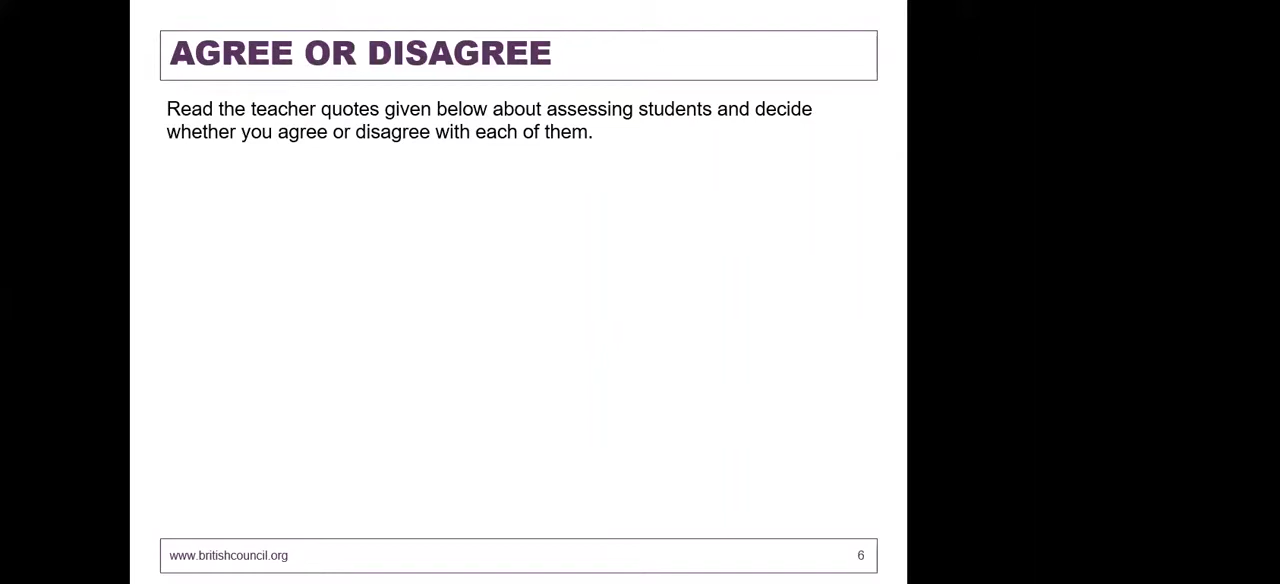 AGREE OR DISAGREE
Read the teacher quotes given below about assessing students and decide
whether you agree or disagree with each of them.
www.britishcouncil.org
6